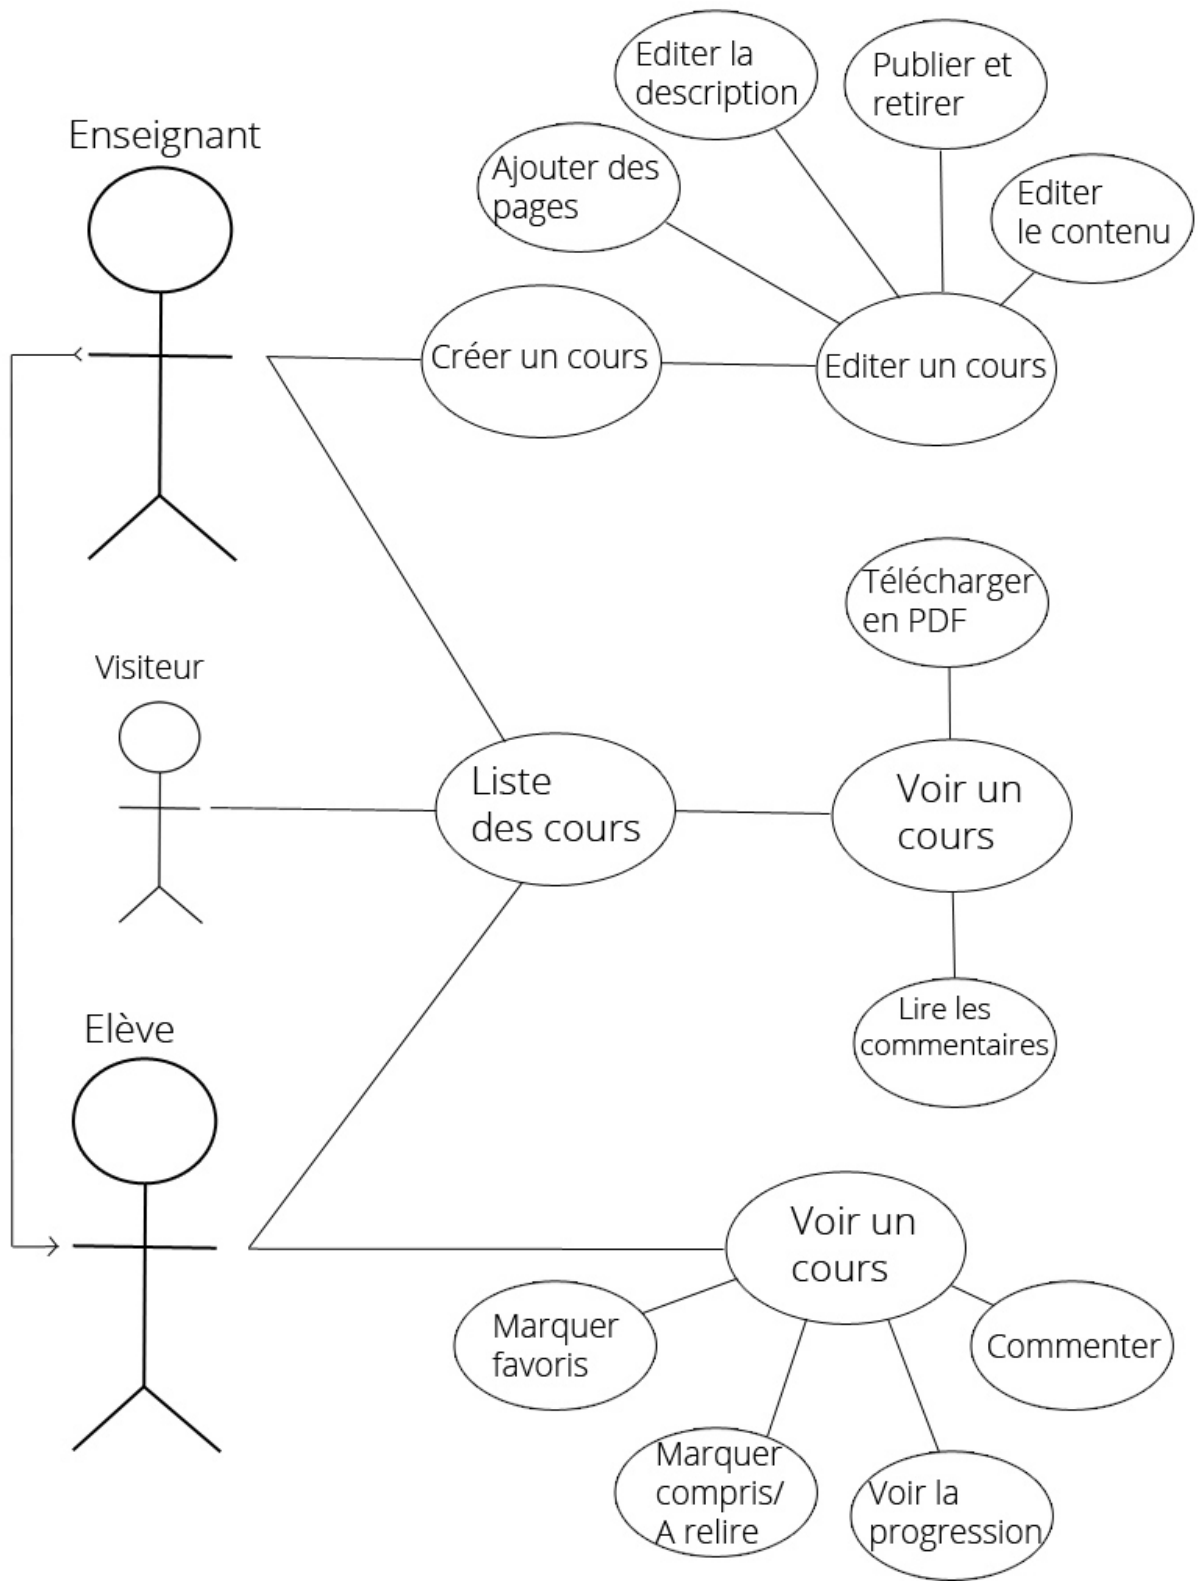 Editer la
description
Publier et
retirer
Enseignant
Ajouter des
pages
Editer
le contenu
Créer un cours
Editer un cours
Télécharger
en PDF
Visiteur
Liste
des cours
Voir un
cours
Lire les
commentaires
Elève
Voir un
cours
Marquer
favoris
Commenter
Marquer
compris/
A relire
Voir la
progression